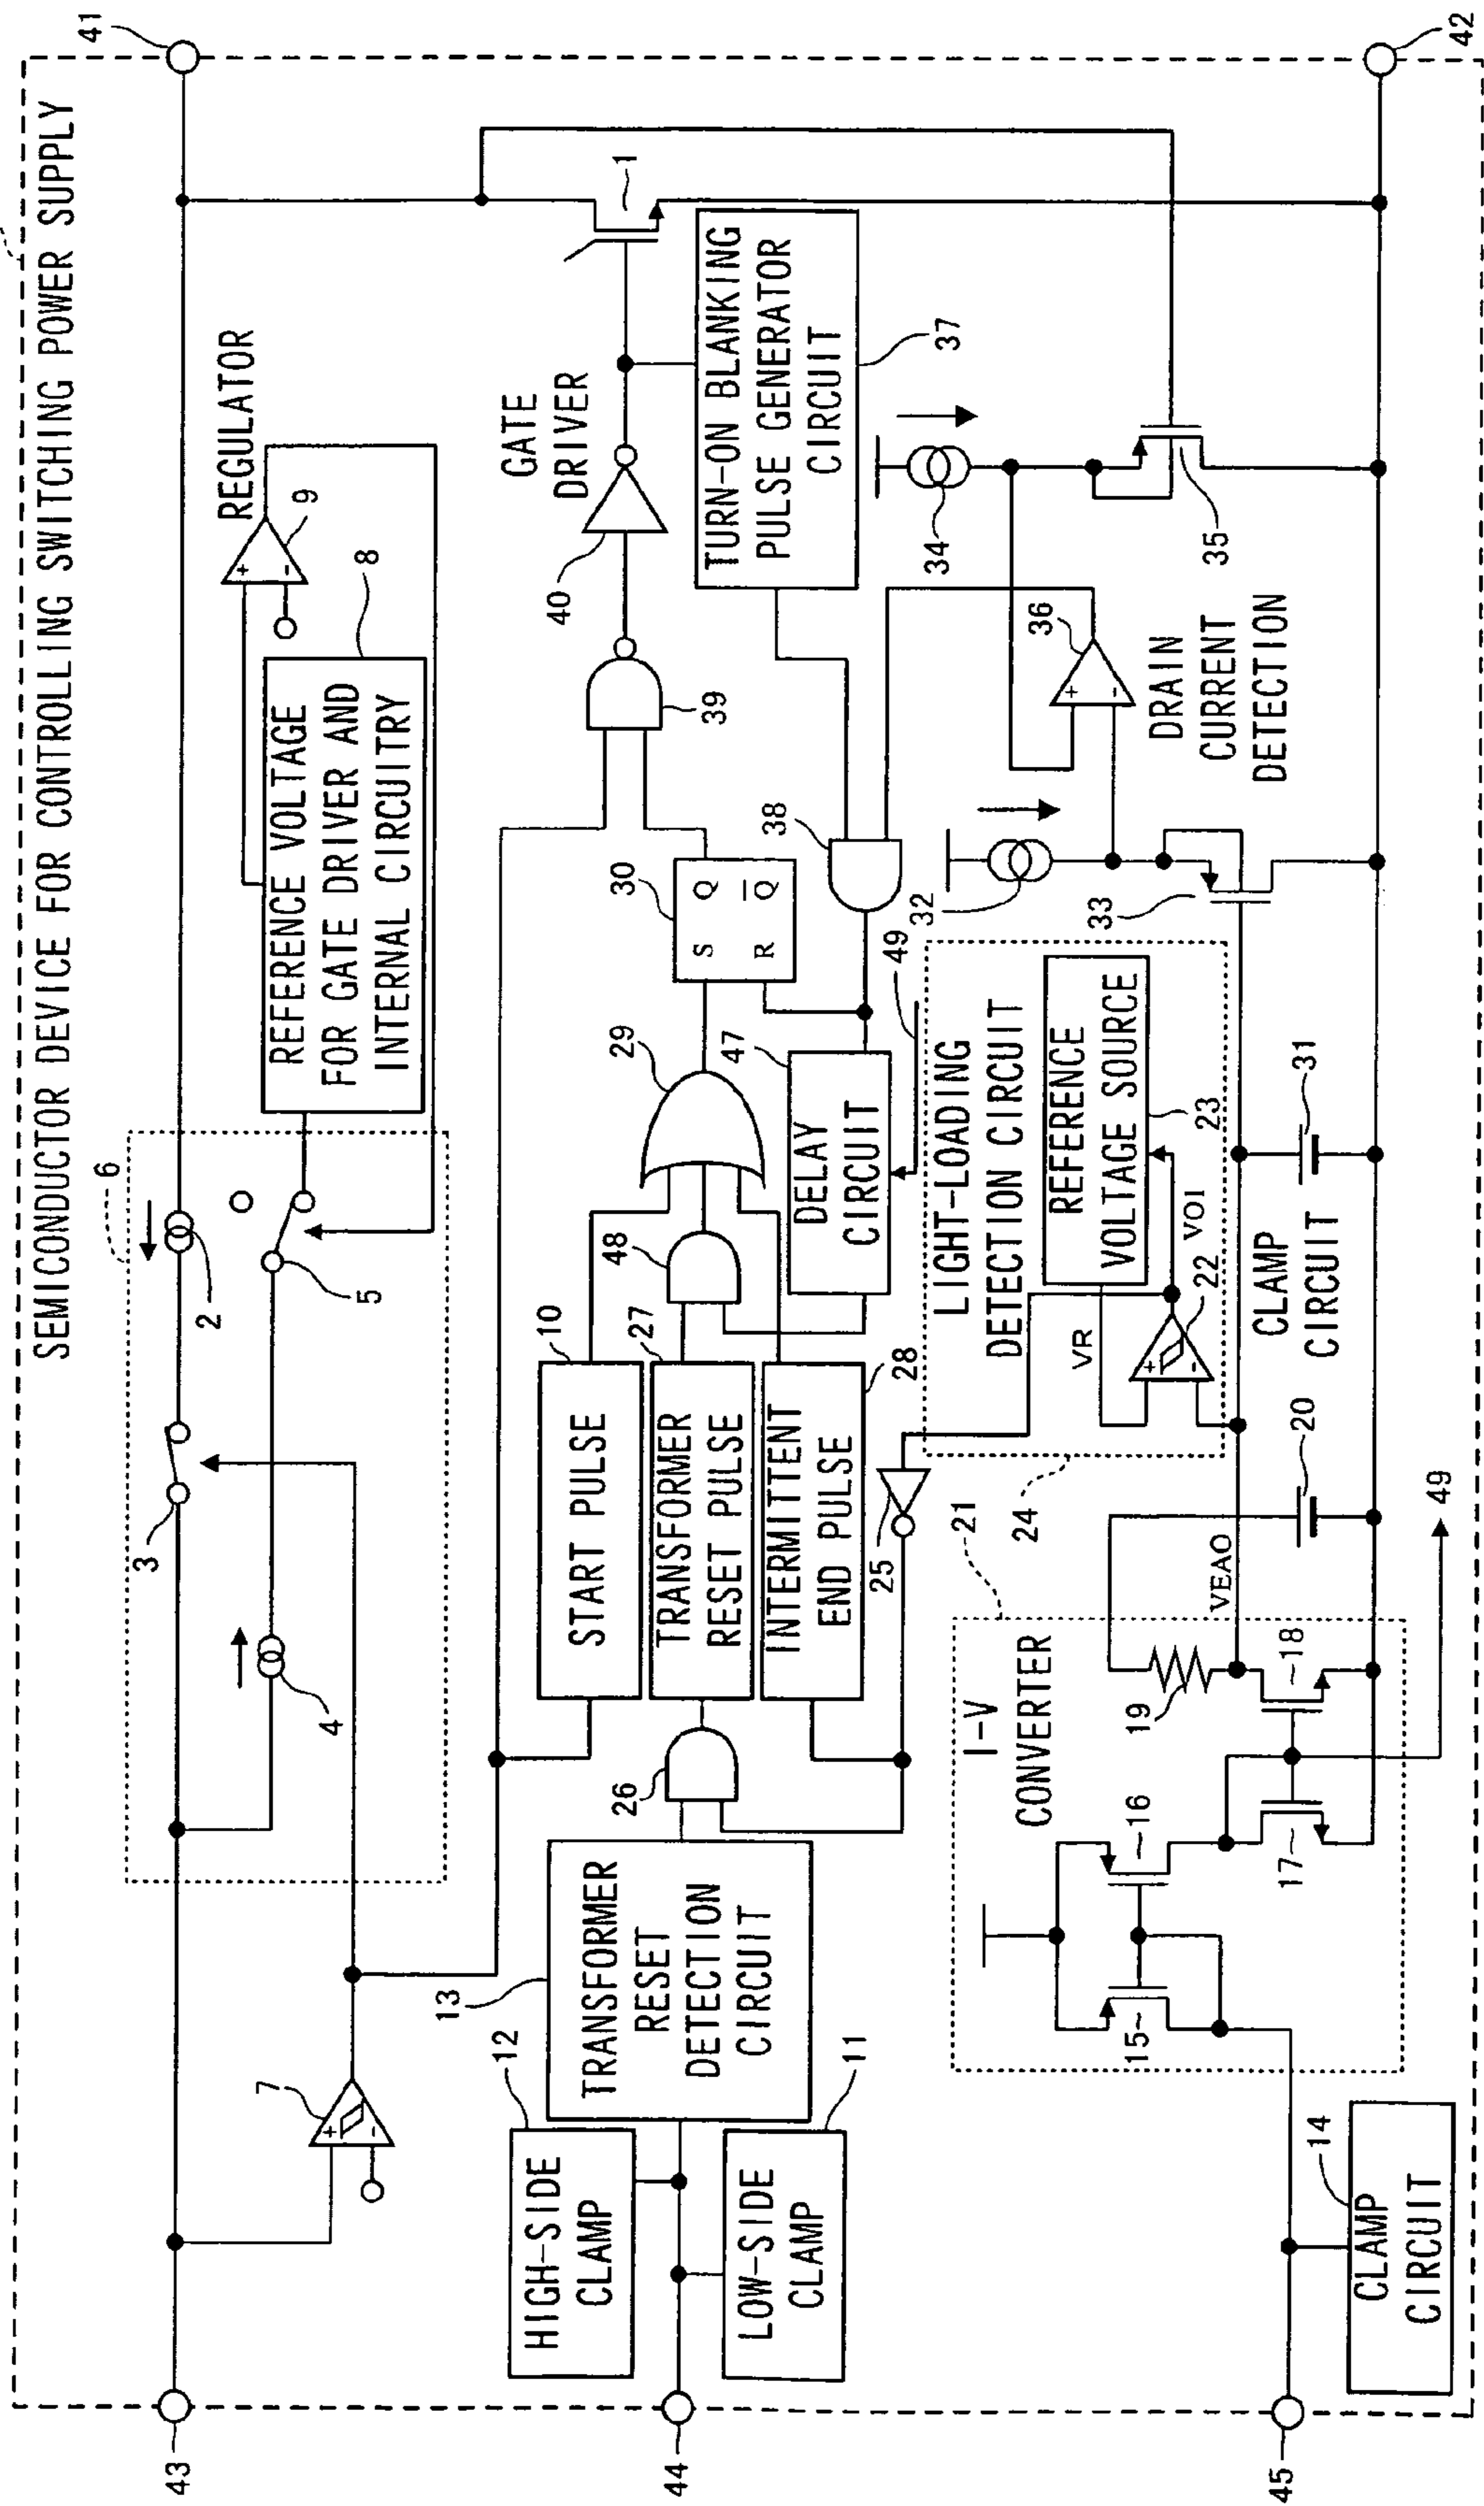 SEMICONDUCTOR DEVICE FOR CONTROLLING SWITCHING POWER SUPPLY
41
43
6
3
2
4
5
7
+
-
REFERENCE VOLTAGE
FOR GATE DRIVER AND
INTERNAL CIRCUITRY
8
REGULATOR
9
+
-
12
HIGH-SIDE
CLAMP
44
LOW-SIDE
CLAMP
11
13
TRANSFORMER
RESET
DETECTION
CIRCUIT
26
START PULSE
10
TRANSFORMER
RESET PULSE
27
INTERMITTENT
END PULSE
28
25
48
29
47
DELAY
CIRCUIT
49
30
S
Q
R
Q
38
39
40
GATE
DRIVER
1
TURN-ON BLANKING
PULSE GENERATOR
CIRCUIT
37
45
14
CLAMP
CIRCUIT
21
I-V
CONVERTER
15
16
17
18
19
49
VEAO
20
24
LIGHT-LOADING
DETECTION CIRCUIT
VR
+
-
22
VOI
REFERENCE
VOLTAGE SOURCE
23
CLAMP
CIRCUIT
31
32
33
36
+
-
DRAIN
CURRENT
DETECTION
34
35
42